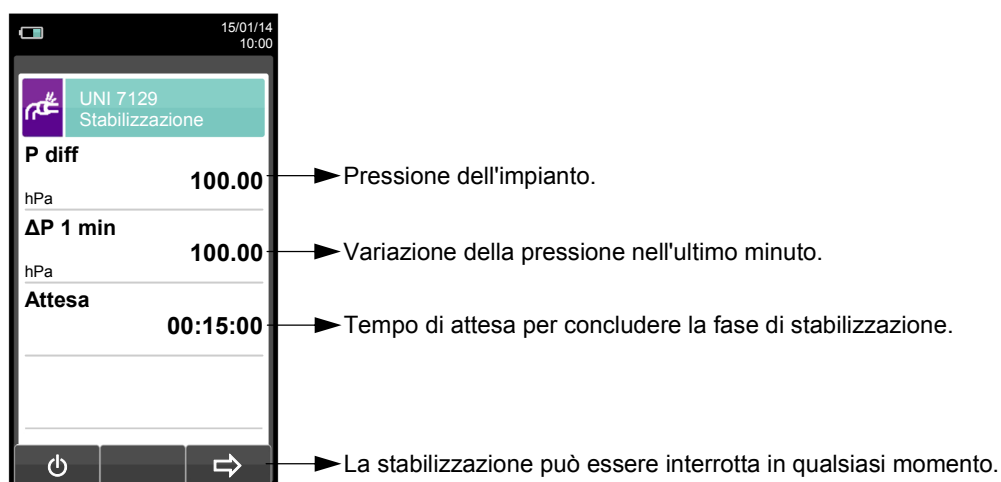 15/01/14
10:00
UNI 7129
Stabilizzazione
P diff
100.00
hPa
Pressione dell'impianto.
ΔP 1 min
100.00
hPa
Variazione della pressione nell'ultimo minuto.
Attesa
00:15:00
Tempo di attesa per concludere la fase di stabilizzazione.
La stabilizzazione può essere interrotta in qualsiasi momento.